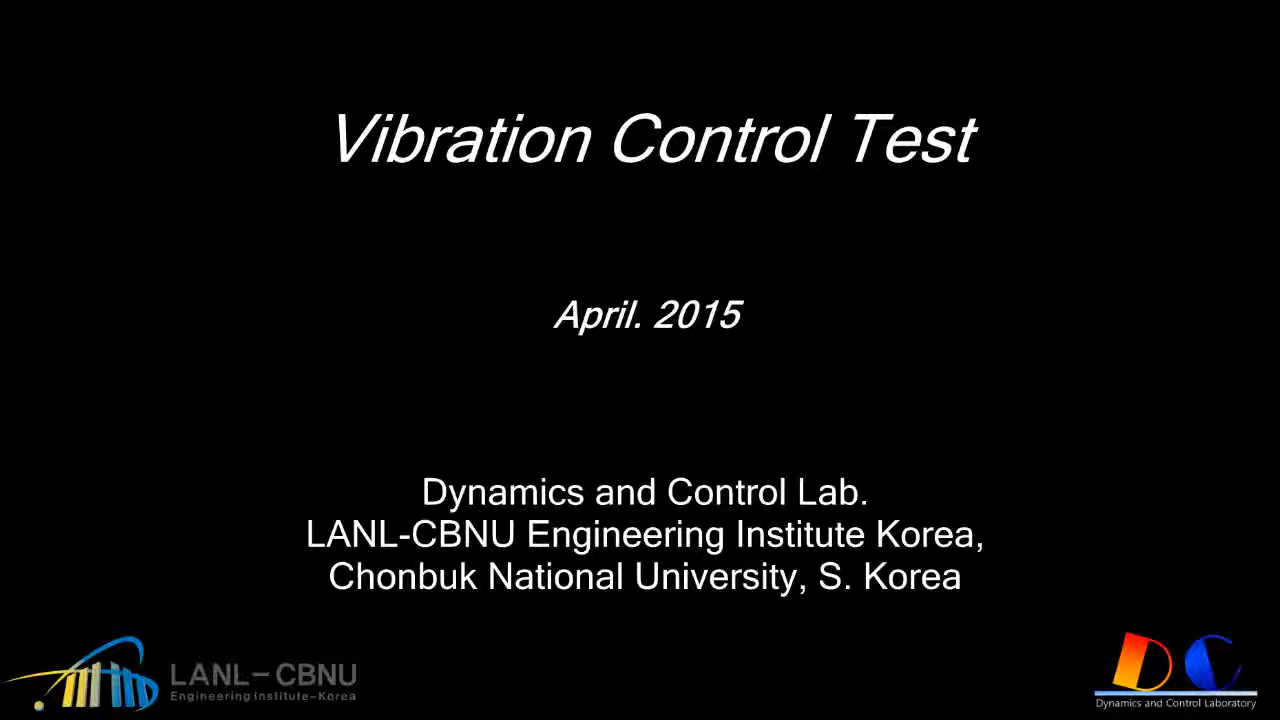 Vibration Control Test
April. 2015
Dynamics and Control Lab.
LANL-CBNU Engineering Institute Korea,
Chonbuk National University, S. Korea
LANL-CBNU
Engineering Institute-Korea
DC
Dynamics and Control Laboratory